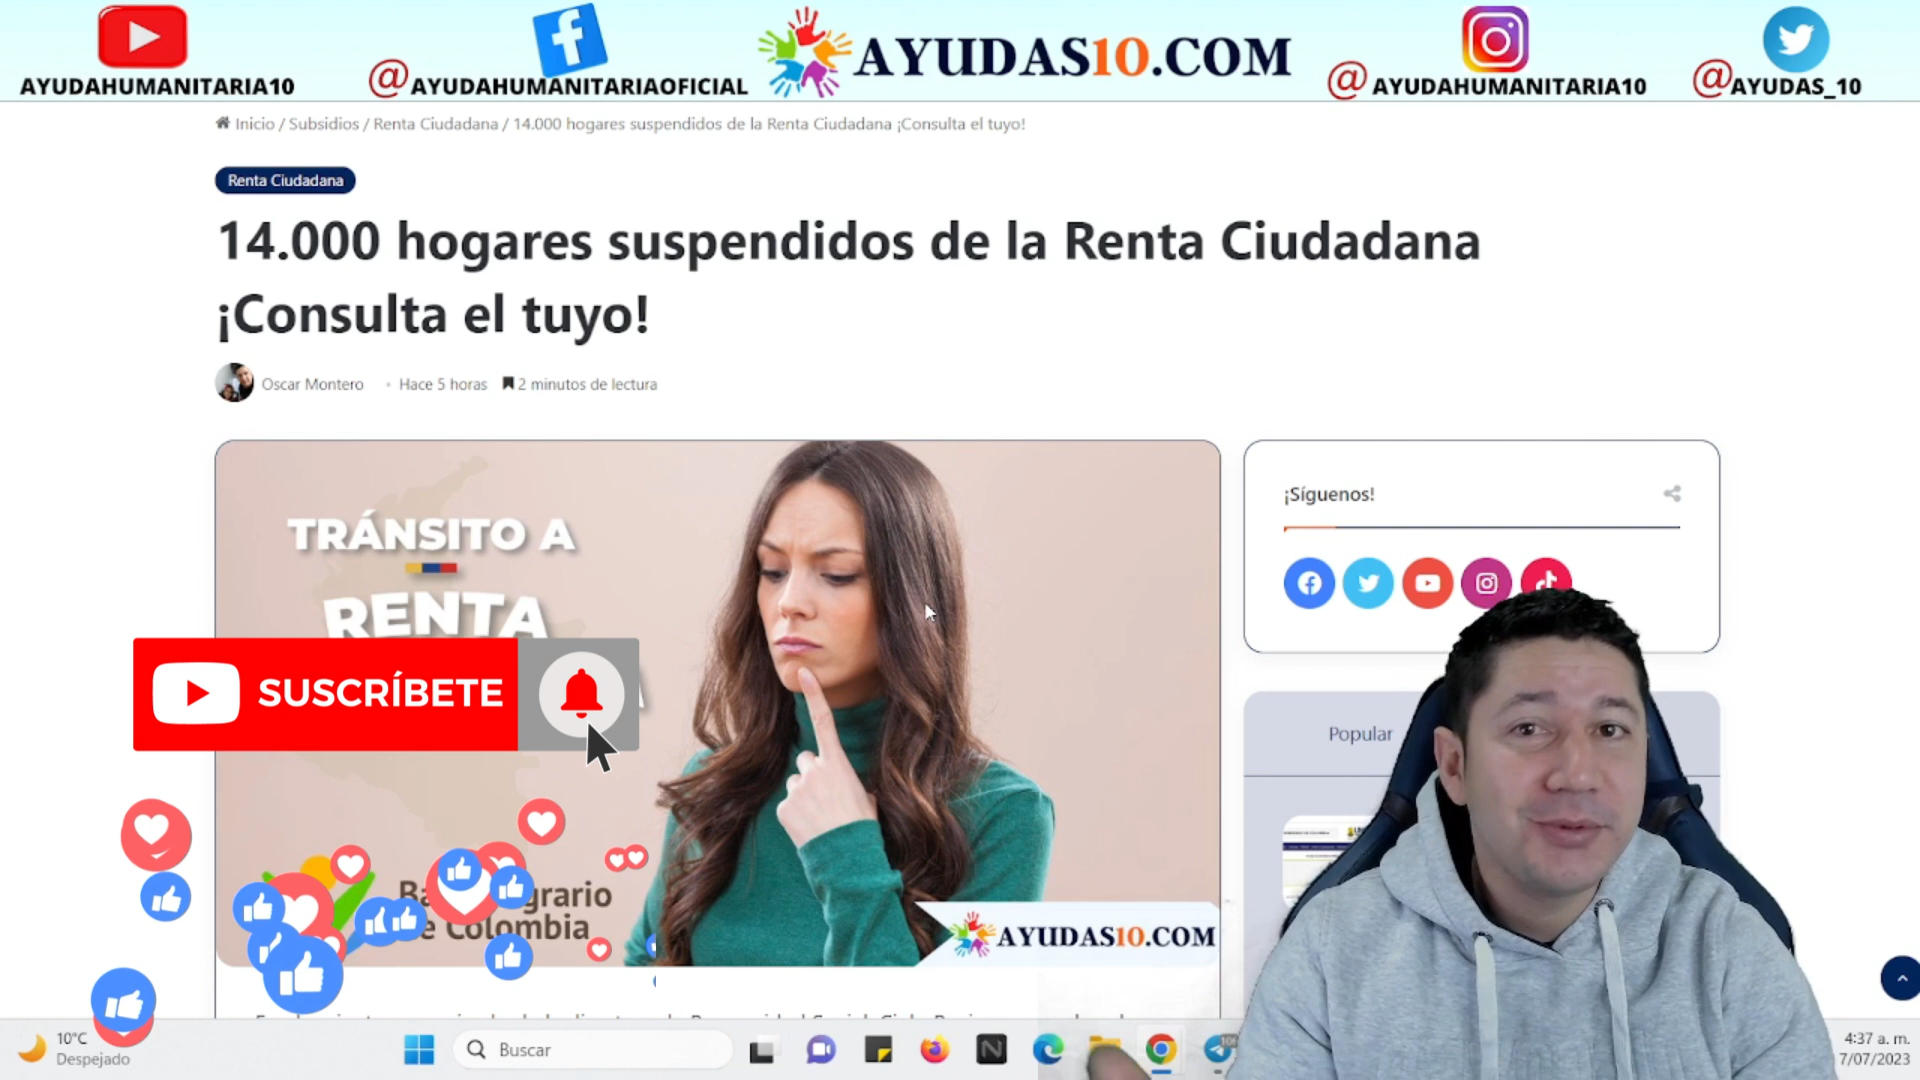 AYUDAHUMANITARIA10
@AYUDAHUMANITARIAOFICIAL
AYUDAS10.COM
@AYUDAHUMANITARIA10
@AYUDAS_10
Inicio / Subsidios / Renta Ciudadana / 14.000 hogares suspendidos de la Renta Ciudadana ¡Consulta el tuyo!
Renta Ciudadana
14.000 hogares suspendidos de la Renta Ciudadana
¡Consulta el tuyo!
Oscar Montero • Hace 5 horas 2 minutos de lectura
TRÁNSITO A
RENTA
¡Síguenos!
SUSCRÍBETE
Popular
de Colombia
AYUDAS10.COM
10°C
Despejado
Buscar
4:37 a. m.
7/07/2023